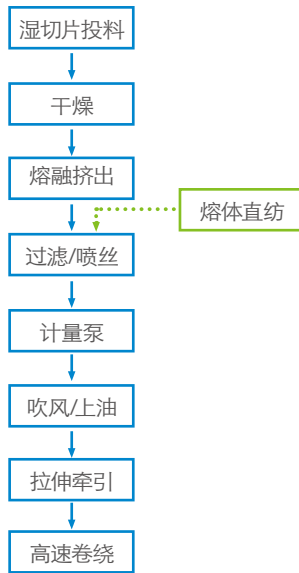 湿切片投料
干燥
熔融挤出
熔体直纺
过滤/喷丝
计量泵
吹风/上油
拉伸牵引
高速卷绕